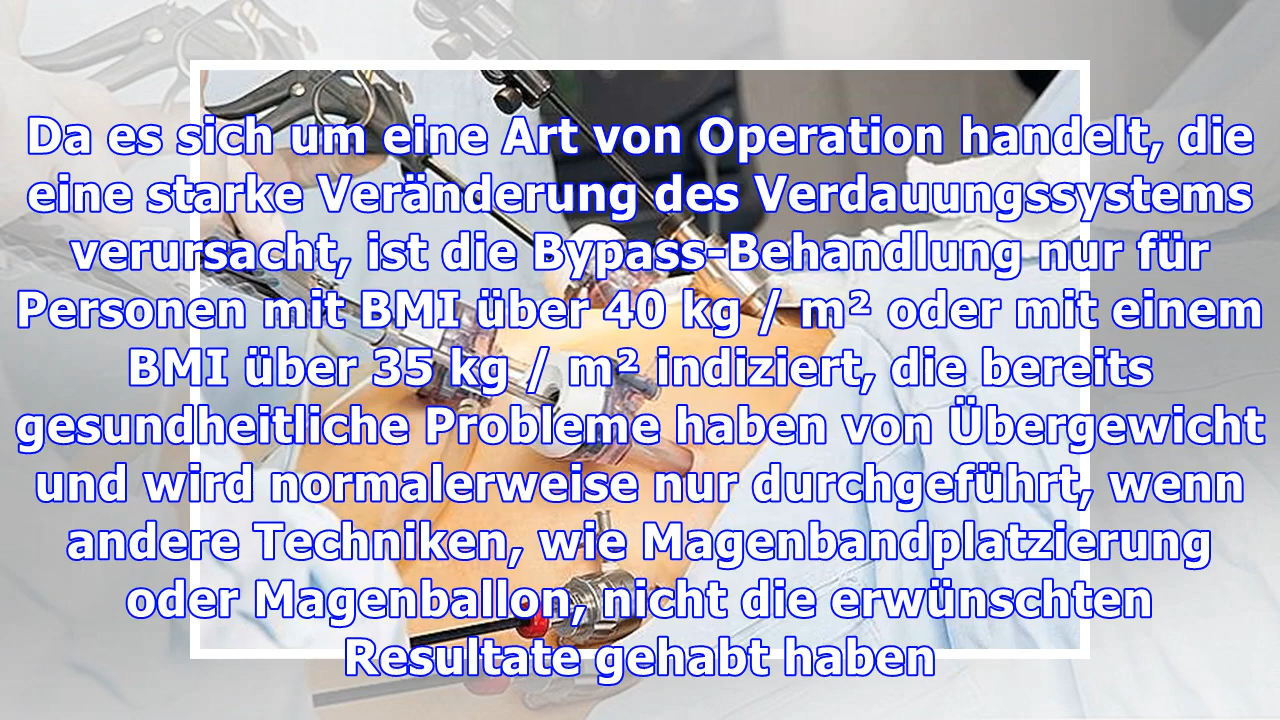 Da es sich um eine Art von Operation handelt, die
eine starke Veränderung des Verdauungssystems
verursacht, ist die Bypass-Behandlung nur für
Personen mit BMI über 40 kg / m² oder mit einem
BMI über 35 kg / m² indiziert, die bereits
gesundheitliche Probleme haben von Übergewicht
und wird normalerweise nur durchgeführt, wenn
andere Techniken, wie Magenbandplatzierung
oder Magenballon, nicht die erwünschten
Resultate gehabt haben